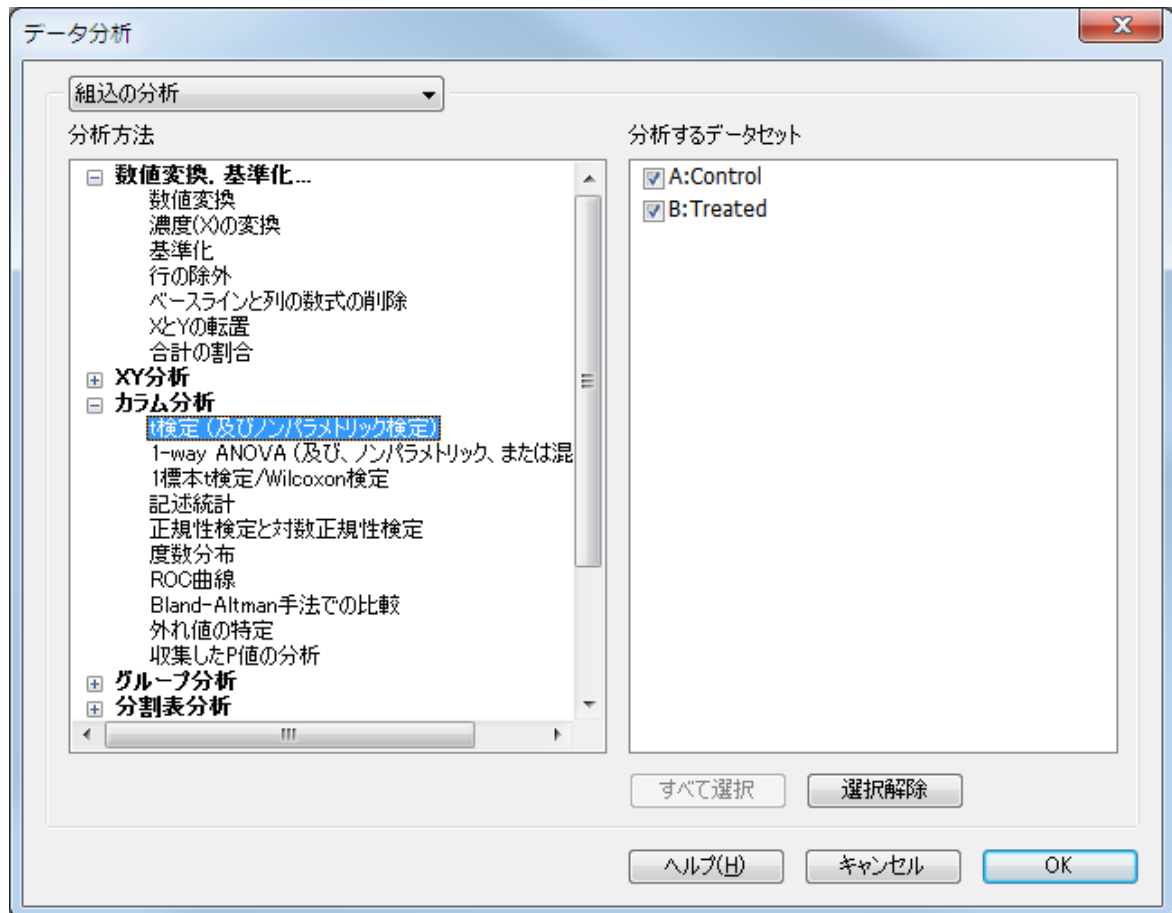 データ分析
組込の分析
分析方法
数値変換, 基準化...
数値変換
濃度(X)の変換
基準化
行の除外
ベースラインと列の数式の削除
XとYの転置
合計の割合
XY分析
カラム分析
t検定 (及びノンパラメトリック検定)
1-way ANOVA (及び、ノンパラメトリック、または混
1標本t検定/Wilcoxon検定
記述統計
正規性検定と対数正規性検定
度数分布
ROC曲線
Bland-Altman手法での比較
外れ値の特定
収集したP値の分析
グループ分析
分割表分析
分析するデータセット
A:Control
B:Treated
すべて選択
選択解除
ヘルプ(H)
キャンセル
OK